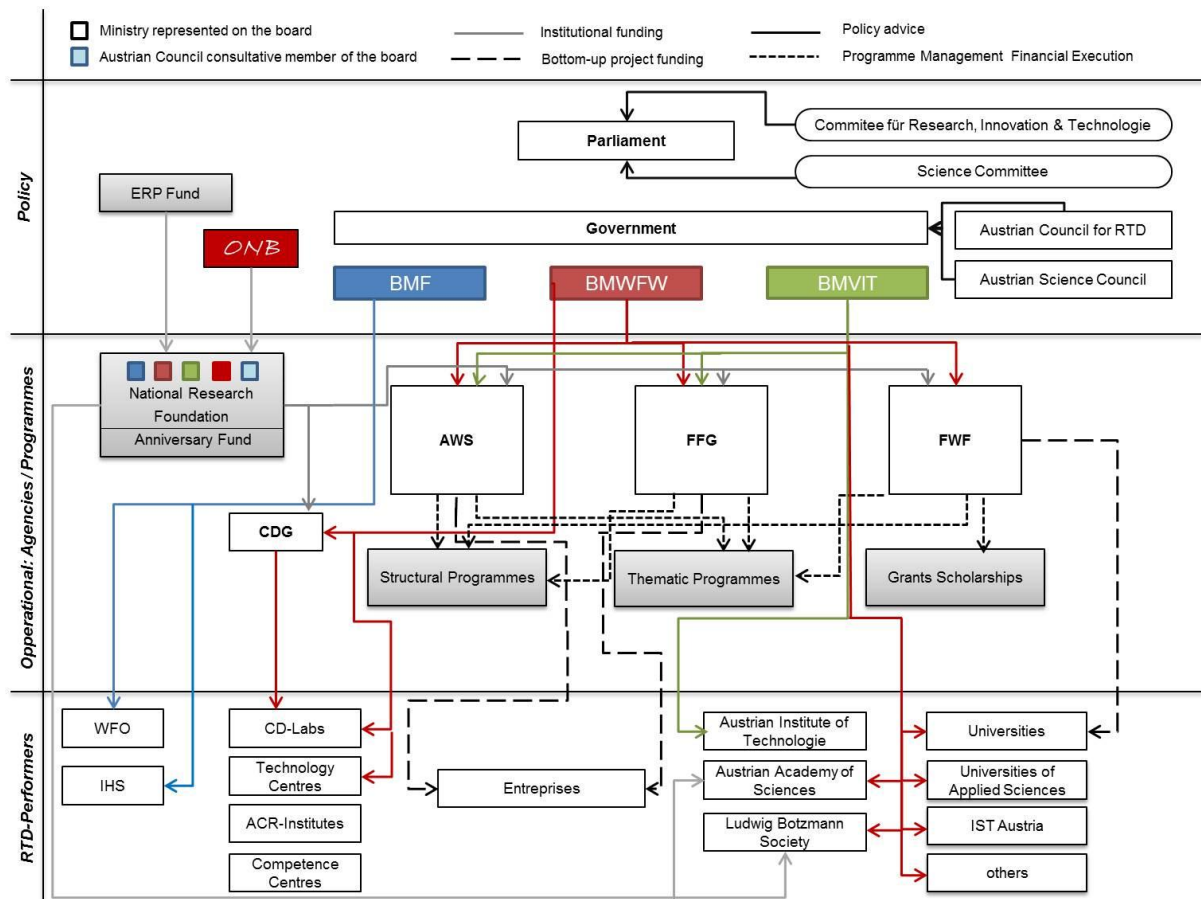 Ministry represented on the board
Institutional funding
Policy advice
Austrian Council consultative member of the board
Bottom-up project funding
Programme Management Financial Execution
Policy
Commitee für Research, Innovation & Technologie
Parliament
Science Committee
ERP Fund
ONB
Government
Austrian Council for RTD
Austrian Science Council
BMF
BMWFW
BMVIT
Opperational: Agencies / Programmes
National Research
Foundation
Anniversary Fund
AWS
FFG
FWF
CDG
Structural Programmes
Thematic Programmes
Grants Scholarships
RTD-Performers
WFO
CD-Labs
Austrian Institute of
Technologie
Universities
IHS
Technology
Centres
Entreprises
Austrian Academy of
Sciences
Universities of
Applied Sciences
ACR-Institutes
Ludwig Botzmann
Society
IST Austria
Competence
Centres
others